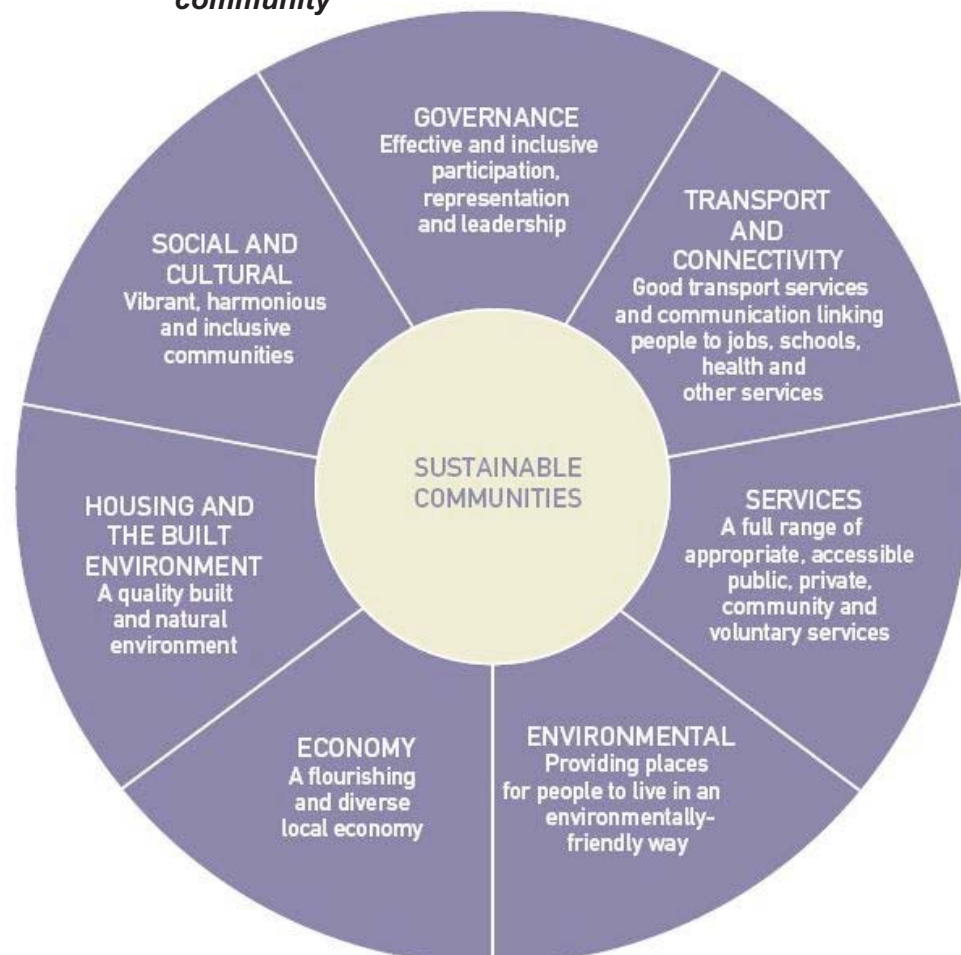 community
GOVERNANCE
Effective and inclusive
participation,
representation
and leadership
TRANSPORT
AND
CONNECTIVITY
Good transport services
and communication linking
people to jobs, schools,
health and
other services
SERVICES
A full range of
appropriate, accessible
public, private,
community and
voluntary services
ENVIRONMENTAL
Providing places
for people to live in an
environmentally-
friendly way
ECONOMY
A flourishing
and diverse
local economy
HOUSING AND
THE BUILT
ENVIRONMENT
A quality built
and natural
environment
SOCIAL AND
CULTURAL
Vibrant, harmonious
and inclusive
communities
SUSTAINABLE
COMMUNITIES